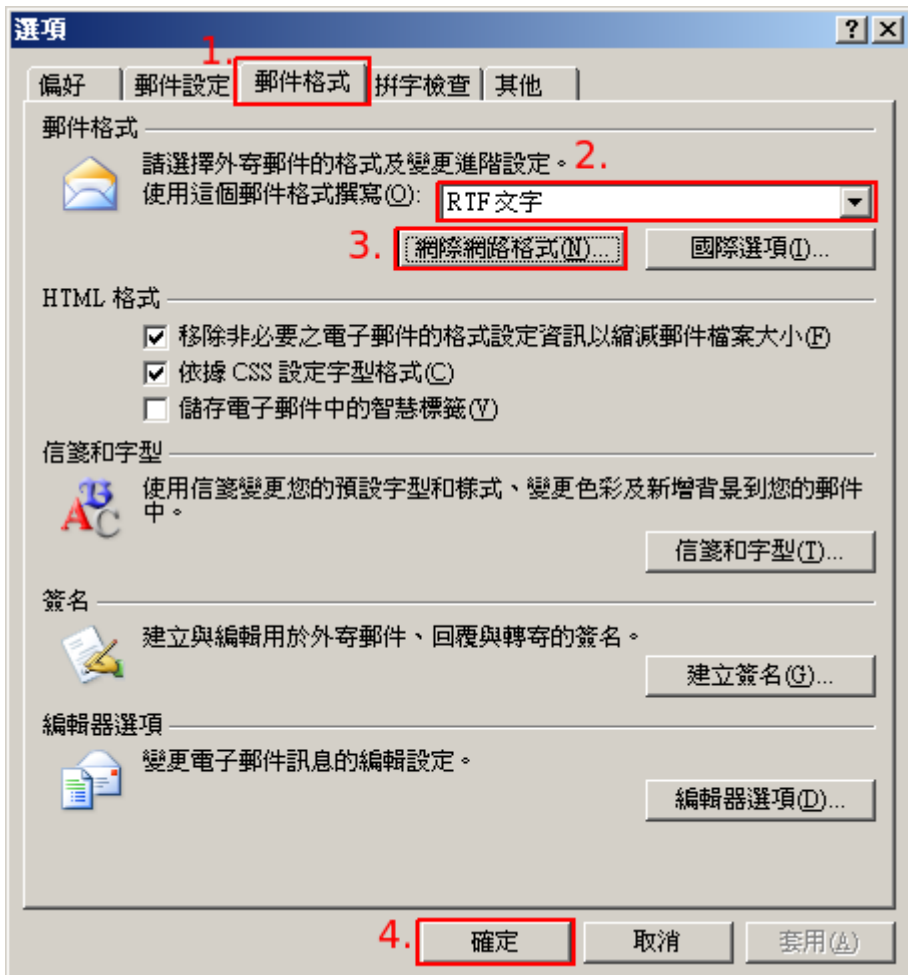 選項
1.
偏好 郵件設定 郵件格式 拼字檢查 其他
郵件格式
請選擇外寄郵件的格式及變更進階設定。 2.
使用這個郵件格式撰寫(O): RTF 文字
3. 網際網路格式(N)... 國際選項(I)...
HTML 格式
移除非必要之電子郵件的格式設定資訊以縮減郵件檔案大小(F)
依據 CSS 設定字型格式(C)
儲存電子郵件中的智慧標籤(V)
信箋和字型
使用信箋變更您的預設字型和樣式、變更色彩及新增背景到您的郵件
中。
信箋和字型(T)...
簽名
建立與編輯用於外寄郵件、回覆與轉寄的簽名。
建立簽名(G)...
編輯器選項
變更電子郵件訊息的編輯設定。
編輯器選項(D)...
4. 確定 取消 套用(A)